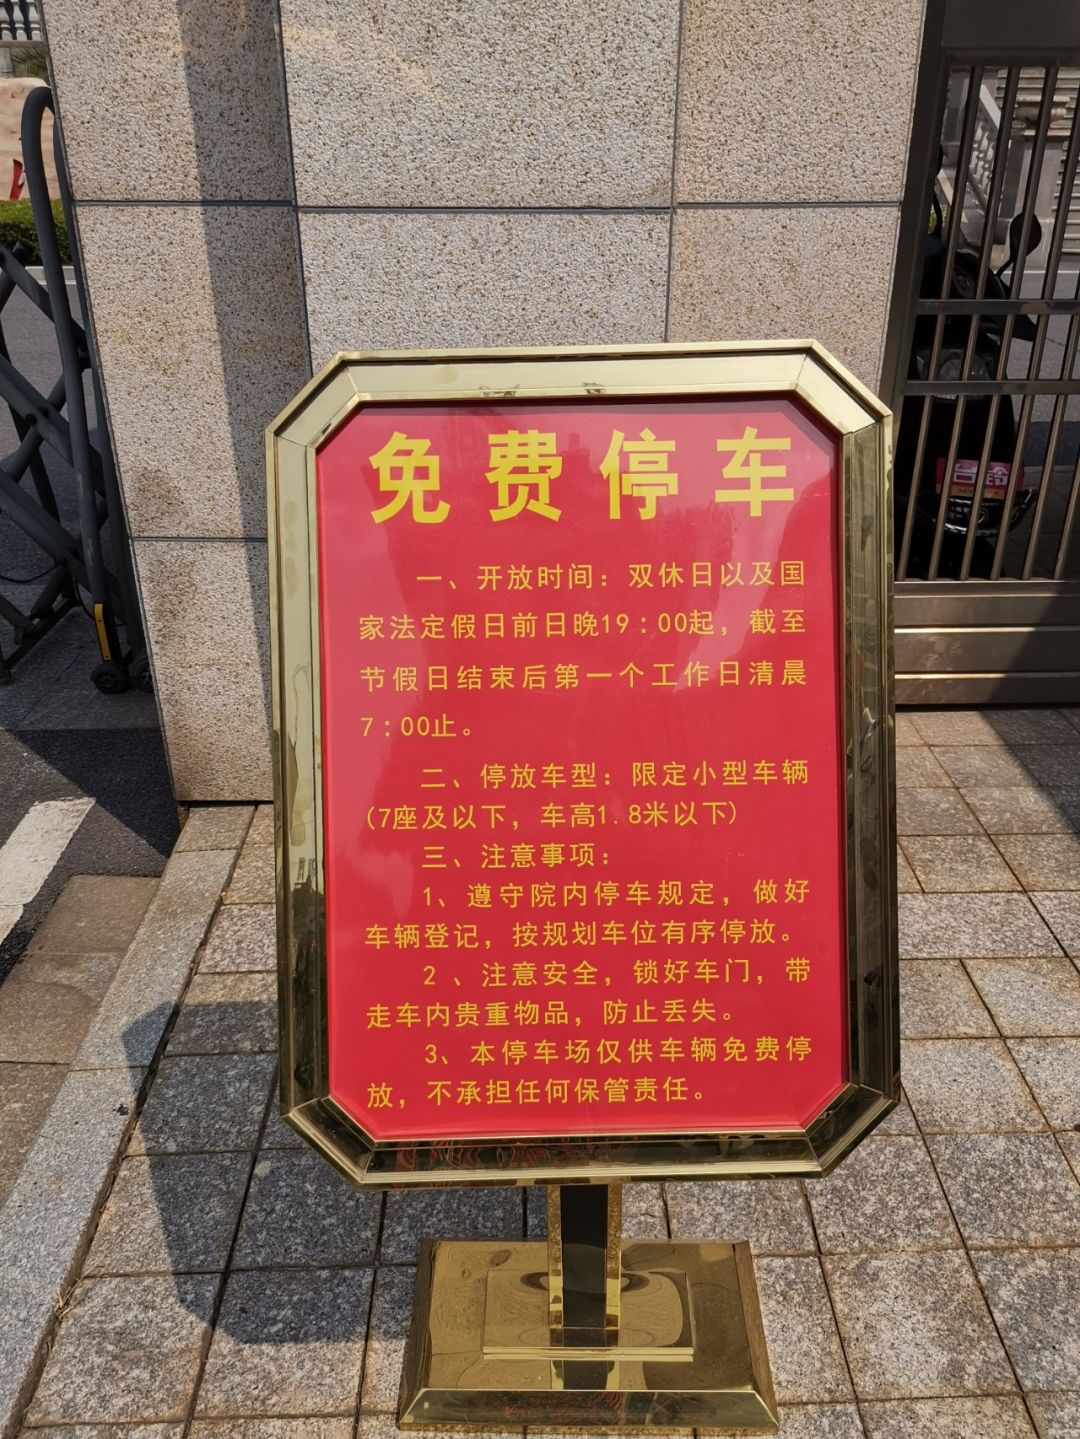 免费停车
一、开放时间：双休日以及国
家法定假日前日晚19：00起，截至
节假日结束后第一个工作日清晨
7：00止。
二、停放车型：限定小型车辆
(7座及以下，车高1.8米以下)
三、注意事项：
1、遵守院内停车规定，做好
车辆登记，按规划车位有序停放。
2、注意安全，锁好车门，带
走车内贵重物品，防止丢失。
3、本停车场仅供车辆免费停
放，不承担任何保管责任。
台铃